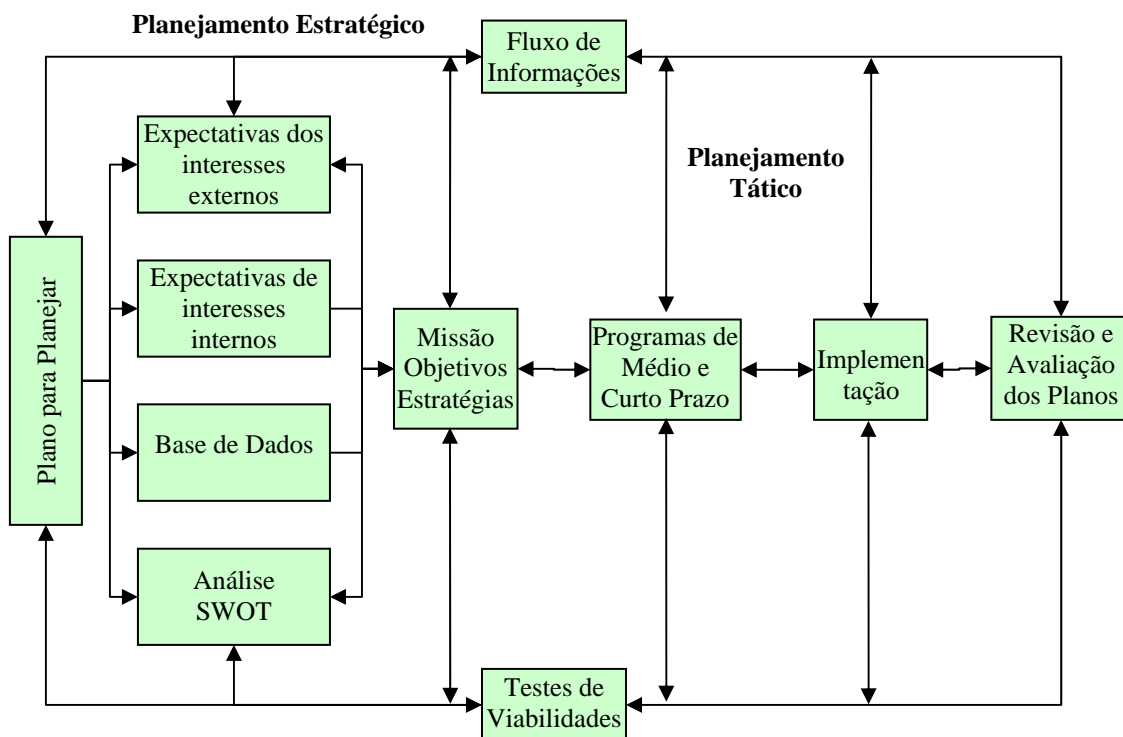 Planejamento Estratégico
Fluxo de
Informações
Expectativas dos
interesses
externos
Planejamento
Tático
Plano para Planejar
Expectativas de
interesses
internos
Missão
Objetivos
Estratégias
Programas de
Médio e
Curto Prazo
Implemen
tação
Revisão e
Avaliação
dos Planos
Base de Dados
Análise
SWOT
Testes de
Viabilidades